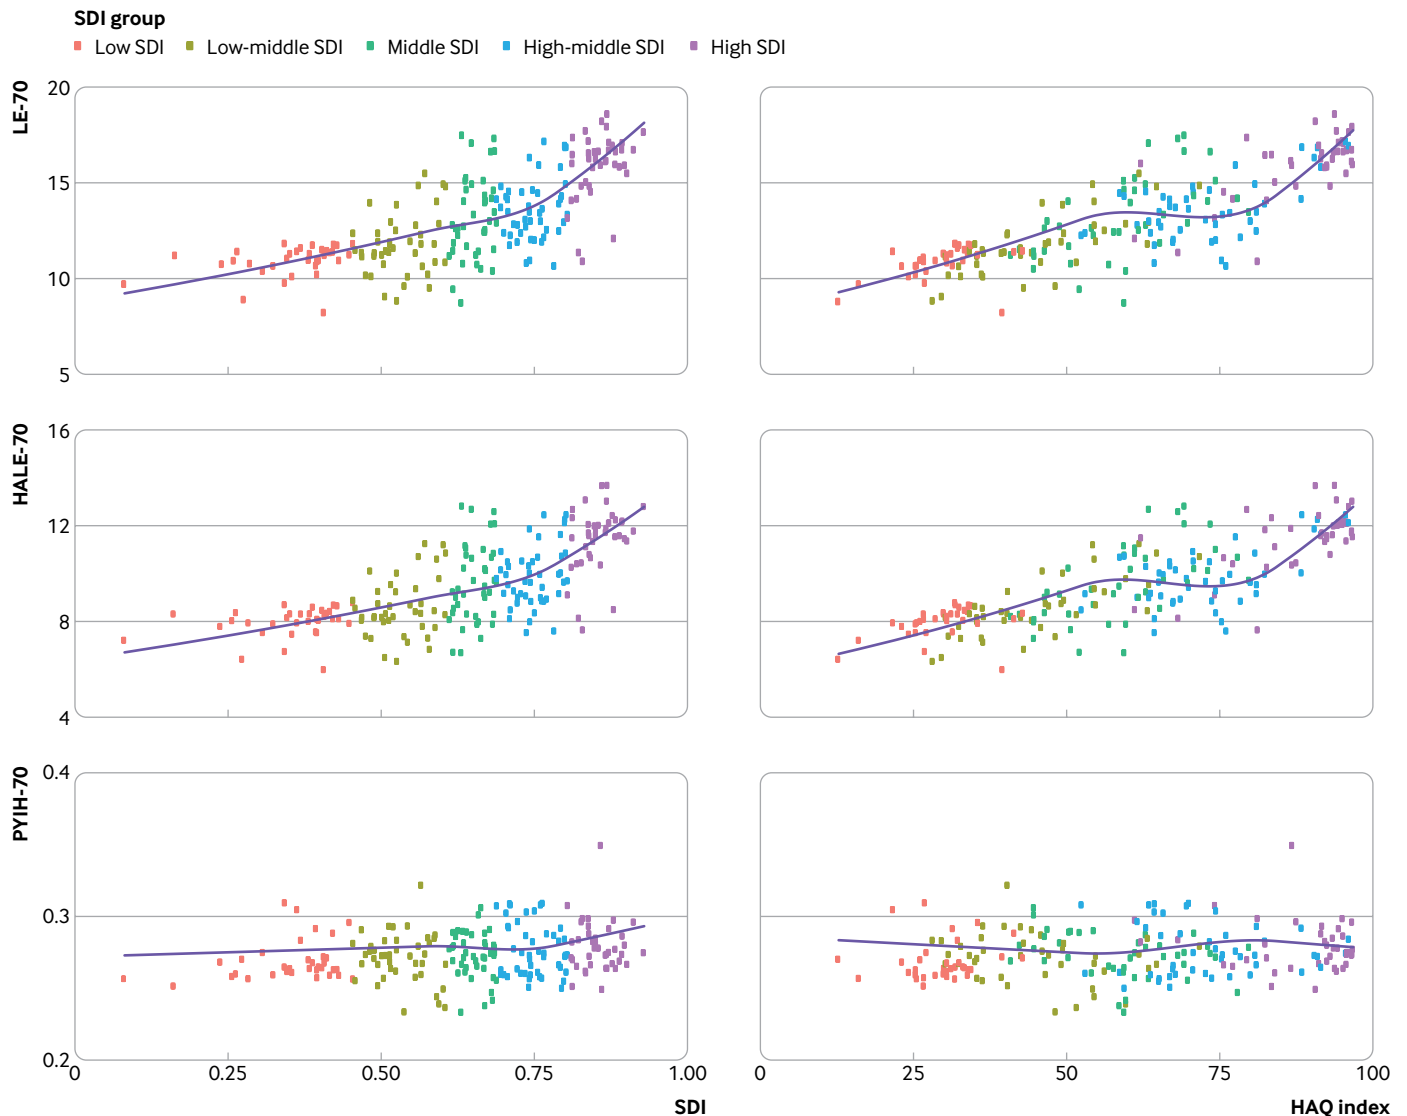 SDI group
Low SDI Low-middle SDI Middle SDI High-middle SDI High SDI
LE-70
20
15
10
5
HALE-70
16
12
8
4
PYIH-70
0.4
0.3
0.2
0 0.25 0.50 0.75 1.00 0 25 50 75 100
SDI HAQ index